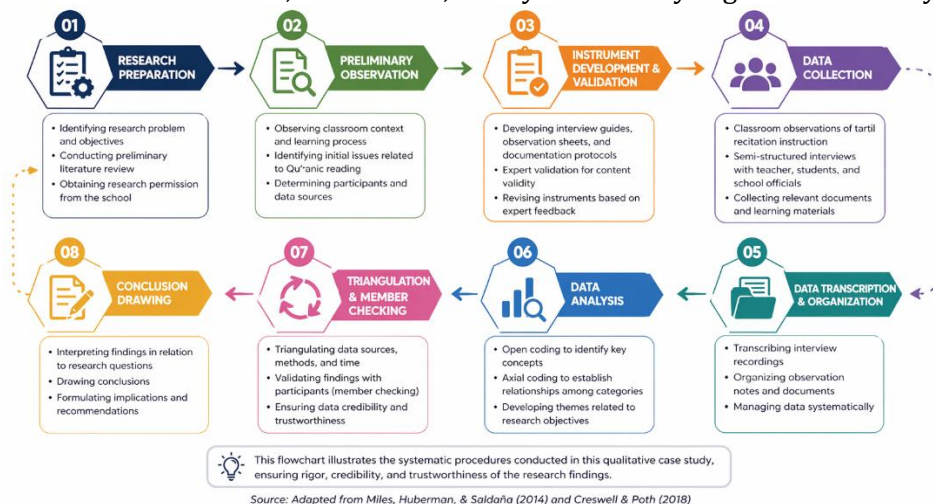 01
RESEARCH
PREPARATION
• Identifying research problem
and objectives
• Conducting preliminary
literature review
• Obtaining research permission
from the school
02
PRELIMINARY
OBSERVATION
• Observing classroom context
and learning process
• Identifying initial issues related
to Qu'ranic reading
• Determining participants and
data sources
03
INSTRUMENT
DEVELOPMENT &
VALIDATION
• Developing interview guides,
observation sheets, and
documentation protocols
• Expert validation for content
validity
• Revising instruments based on
expert feedback
04
DATA
COLLECTION
• Classroom observations of tartil
recitation instruction
• Semi-structured interviews
with teacher, students, and
school officials
• Collecting relevant documents
and learning materials
05
DATA TRANSCRIPTION
& ORGANIZATION
• Transcribing interview
recordings
• Organizing observation
notes and documents
• Managing data systematically
06
DATA
ANALYSIS
• Open coding to identify key
concepts
• Axial coding to establish
relationships among categories
• Developing themes related to
research objectives
07
TRIANGULATION
& MEMBER
CHECKING
• Triangulating data sources,
methods, and time
• Validating findings with
participants (member checking)
• Ensuring data credibility and
trustworthiness
08
CONCLUSION
DRAWING
• Interpreting findings in relation
to research questions
• Drawing conclusions
• Formulating implications and
recommendations
This flowchart illustrates the systematic procedures conducted in this qualitative case study,
ensuring rigor, credibility, and trustworthiness of the research findings.
Source: Adapted from Miles, Huberman, & Saldaña (2014) and Creswell & Poth (2018)